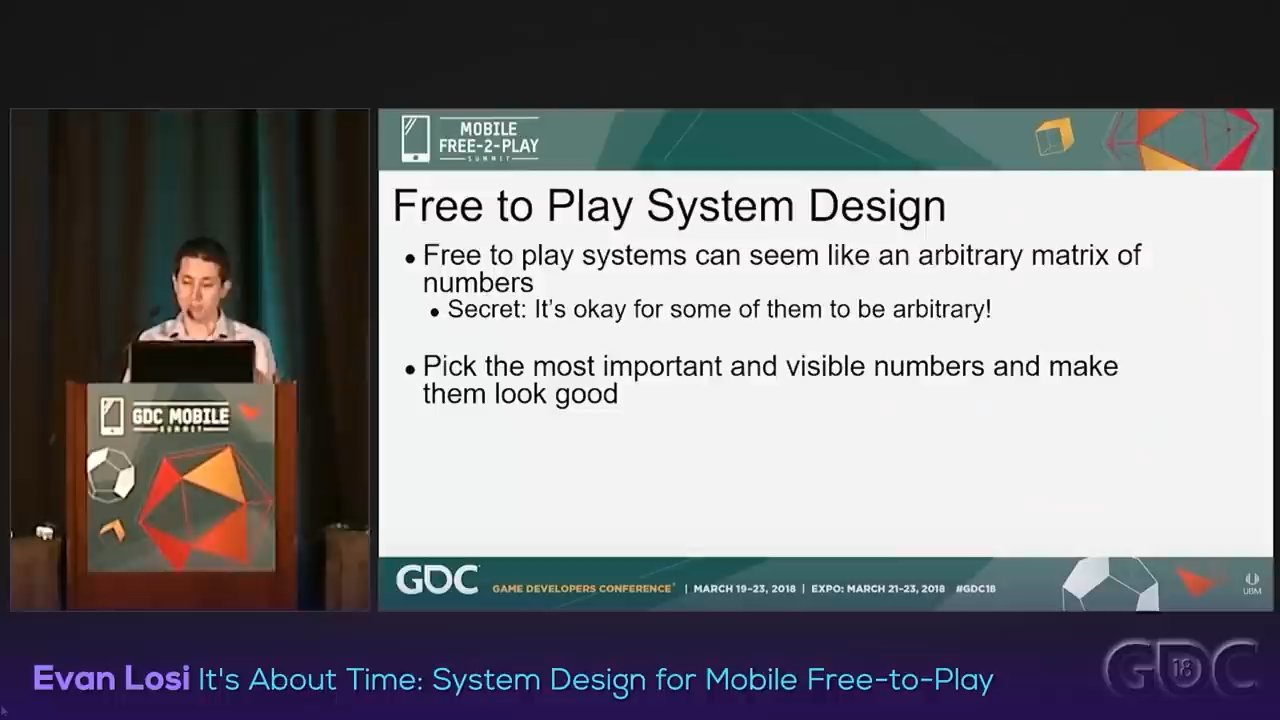 MOBILE
FREE-2-PLAY
SUMMIT
Free to Play System Design
Free to play systems can seem like an arbitrary matrix of
numbers
Secret: It's okay for some of them to be arbitrary!
Pick the most important and visible numbers and make
them look good
GDC MOBILE
SUMMIT
GDC GAME DEVELOPERS CONFERENCE® | MARCH 19–23, 2018 | EXPO: MARCH 21–23, 2018 #GDC18
UBM
Evan Losi It's About Time: System Design for Mobile Free-to-Play
GDC 18